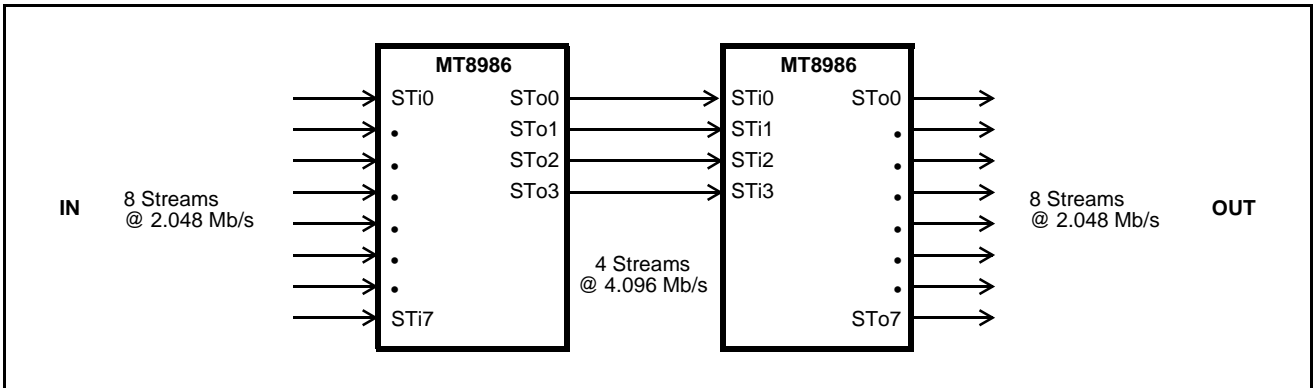 MT8986
MT8986
STi0 STo0
STo1
STo2
STo3
STi7
STi0 STo0
STi1
STi2
STi3
STo7
IN
8 Streams
@ 2.048 Mb/s
4 Streams
@ 4.096 Mb/s
8 Streams
@ 2.048 Mb/s
OUT